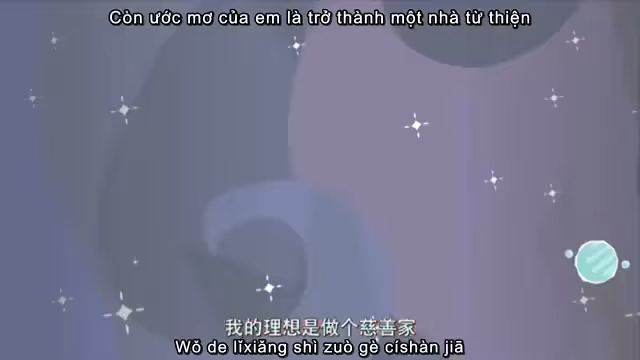 Còn ước mơ của em là trở thành một nhà từ thiện
我的理想是做个慈善家
Wǒ de lǐxiǎng shì zuò gè císhàn jiā